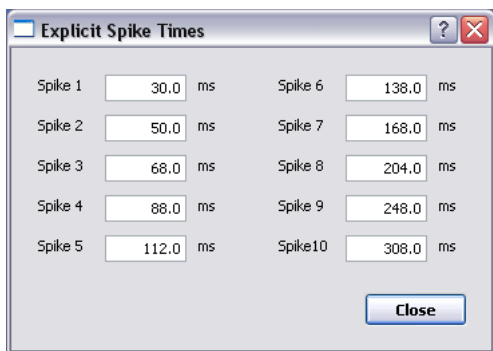 Explicit Spike Times
Spike 1 30.0 ms Spike 6 138.0 ms
Spike 2 50.0 ms Spike 7 168.0 ms
Spike 3 68.0 ms Spike 8 204.0 ms
Spike 4 88.0 ms Spike 9 248.0 ms
Spike 5 112.0 ms Spike10 308.0 ms
Close